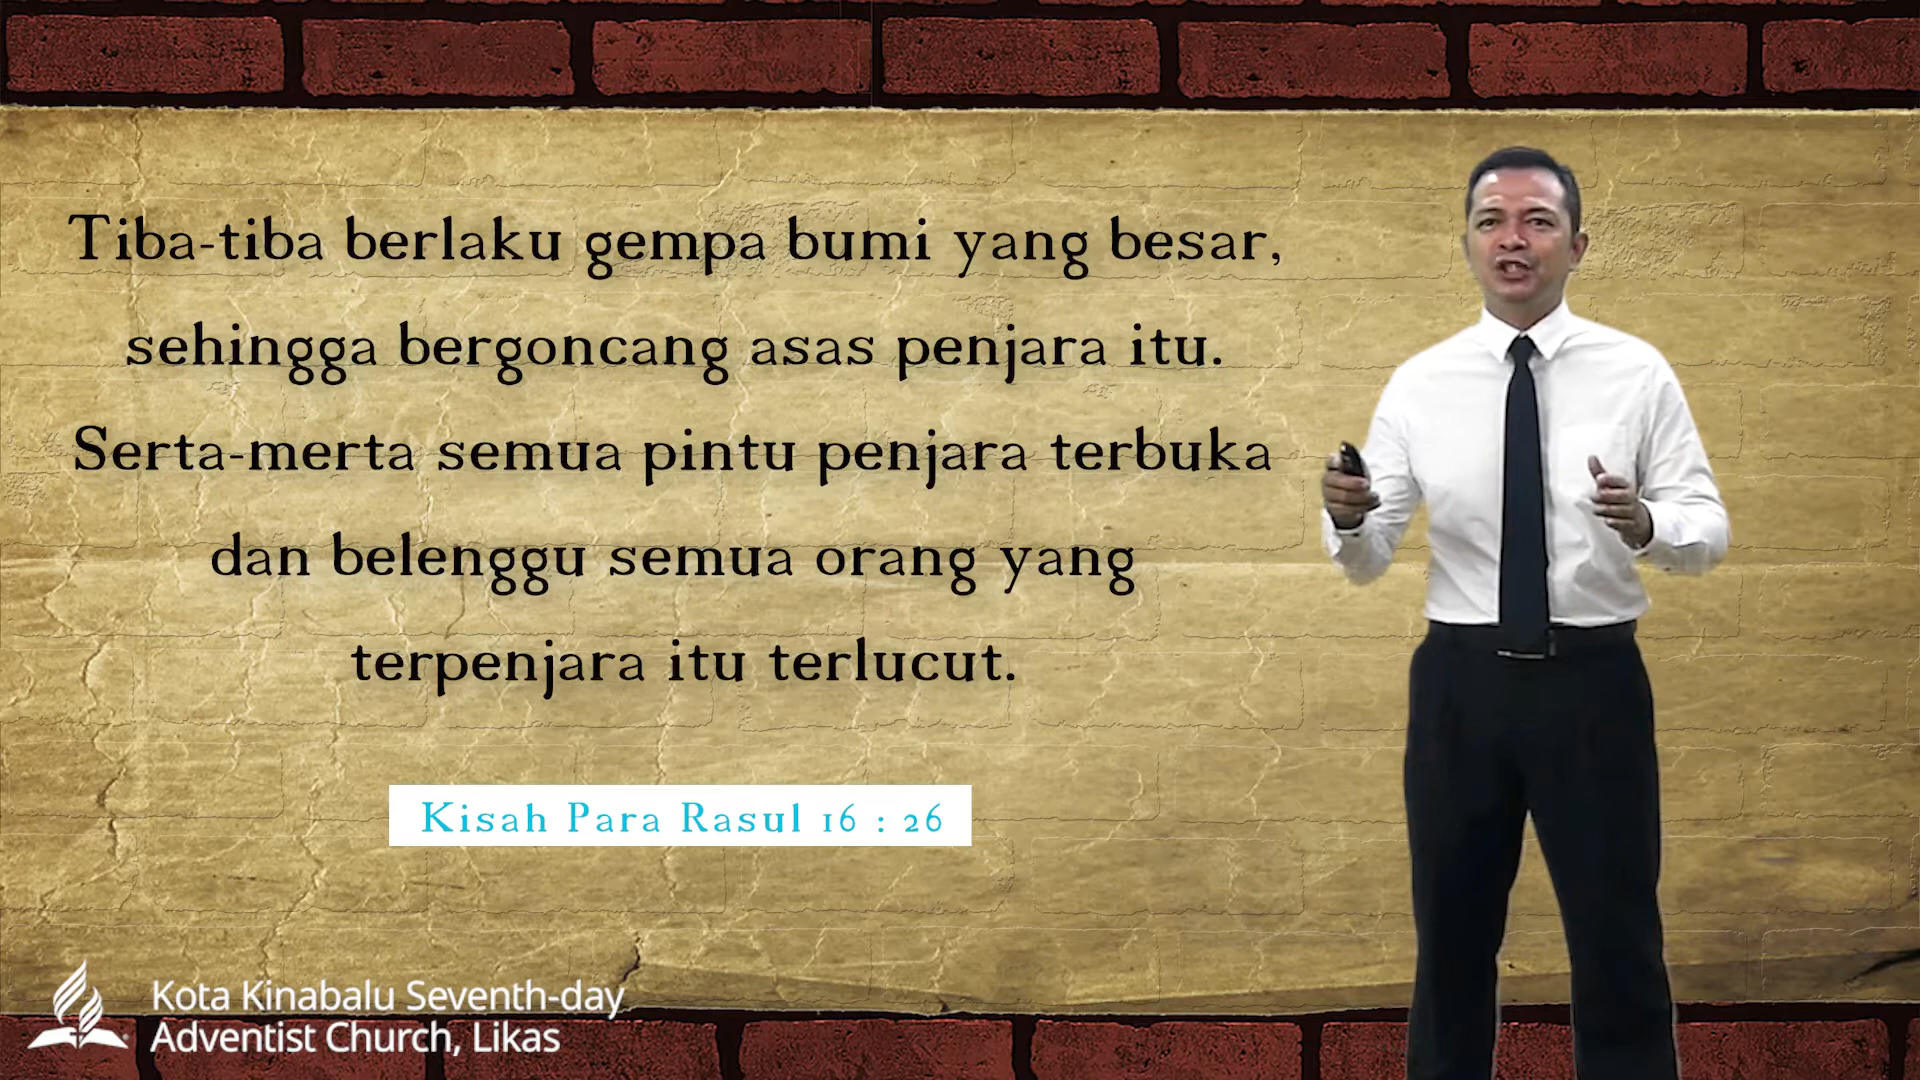 Tiba-tiba berlaku gempa bumi yang besar,
sehingga bergoncang asas penjara itu.
Serta-merta semua pintu penjara terbuka
dan belenggu semua orang yang
terpenjara itu terlucut.
Kisah Para Rasul 16 : 26
Kota Kinabalu Seventh-day
Adventist Church, Likas